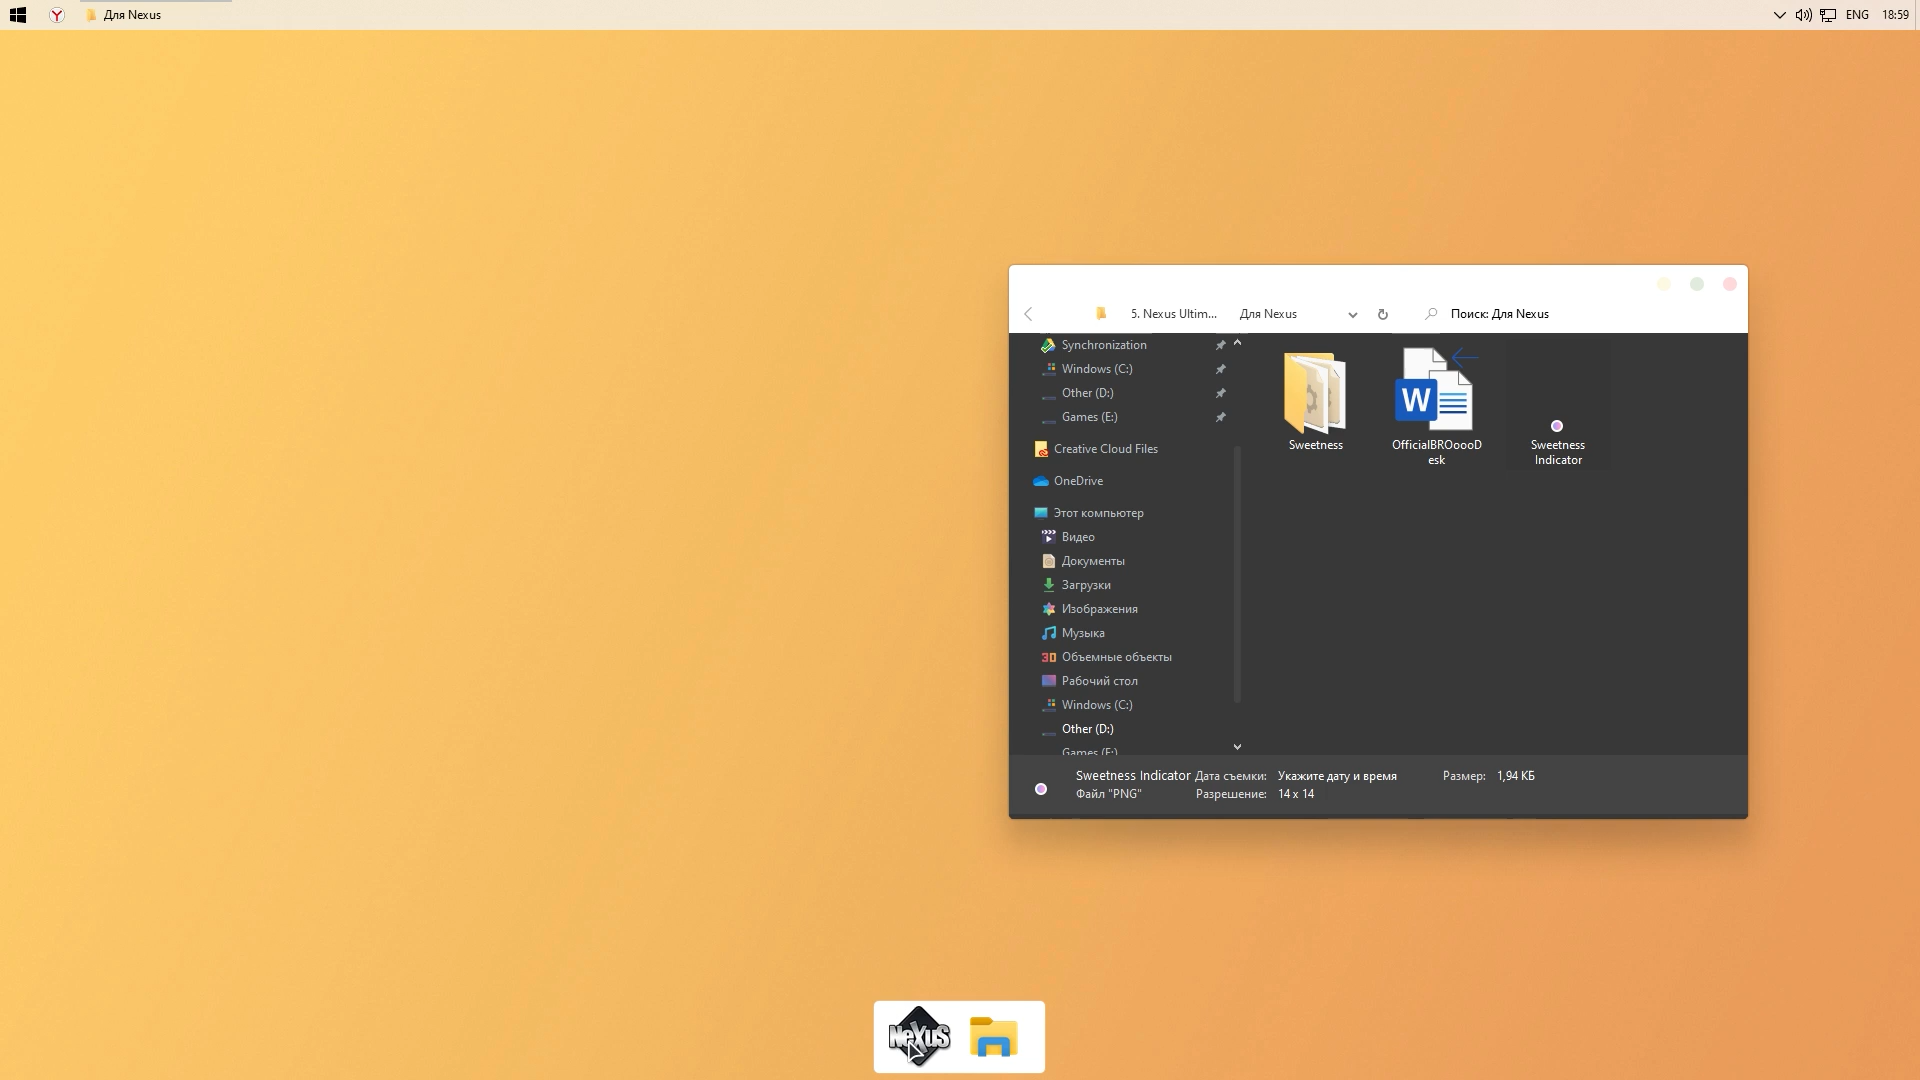 Для Nexus
ENG
18:59
5. Nexus Ultim...
Для Nexus
Поиск: Для Nexus
Synchronization
Windows (C:)
Other (D:)
Games (E:)
Creative Cloud Files
OneDrive
Этот компьютер
Видео
Документы
Загрузки
Изображения
Музыка
3D Объемные объекты
Рабочий стол
Windows (C:)
Other (D:)
Games (E:)
Sweetness
W
OfficialBROoooD
esk
Sweetness
Indicator
Sweetness Indicator Дата съемки: Укажите дату и время Размер: 1,94 КБ
Файл "PNG" Разрешение: 14 x 14
NeXuS